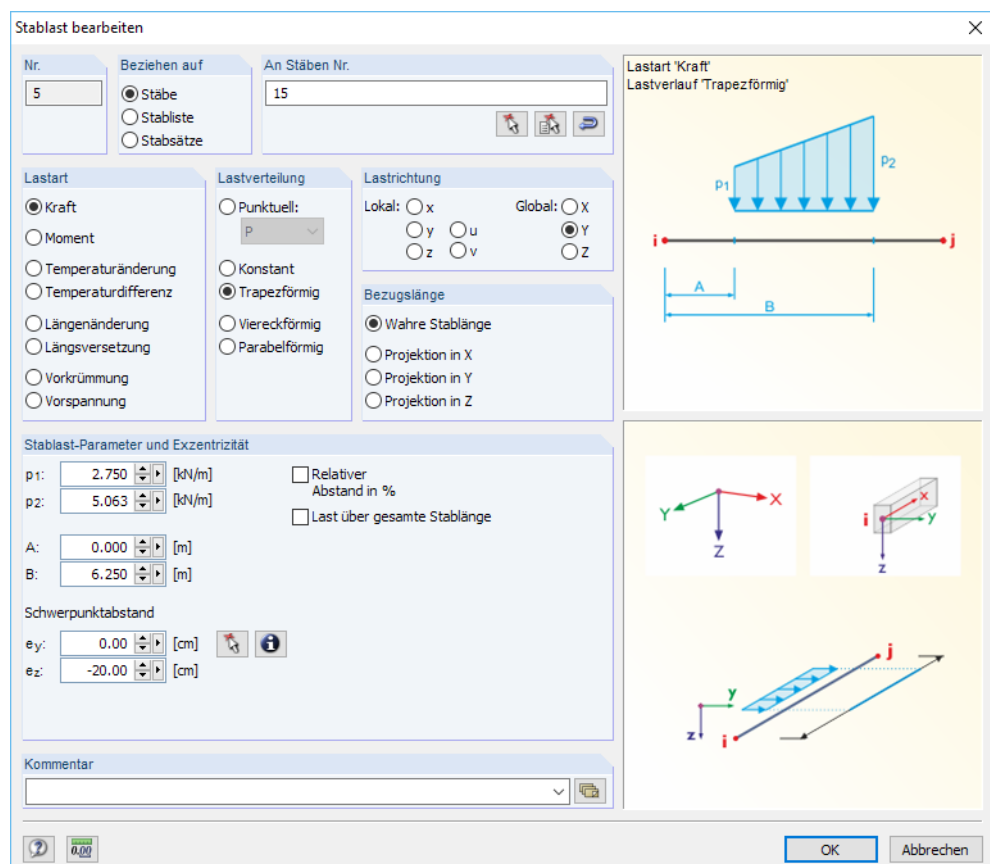 Stablast bearbeiten
Nr.
5
Beziehen auf
Stäbe
Stabliste
Stabsätze
An Stäben Nr.
15
Lastart
Kraft
Moment
Temperaturänderung
Temperaturdifferenz
Längenänderung
Längsversetzung
Vorkrümmung
Vorspannung
Lastverteilung
Punktuell:
P
Konstant
Trapezförmig
Viereckförmig
Parabelförmig
Lastrichtung
Lokal: x Global: X
y u Y
z v Z
Bezugslänge
Wahre Stablänge
Projektion in X
Projektion in Y
Projektion in Z
Lastart 'Kraft'
Lastverlauf 'Trapezförmig'
p2
p1
i j
A
B
Stablast-Parameter und Exzentrizität
p1: 2.750 [kN/m]
p2: 5.063 [kN/m]
A: 0.000 [m]
B: 6.250 [m]
Relativer
Abstand in %
Last über gesamte Stablänge
Schwerpunktabstand
ey: 0.00 [cm]
ez: -20.00 [cm]
X
Y
Z
x
i y
z
j
y
z i
Kommentar
0.00
OK
Abbrechen